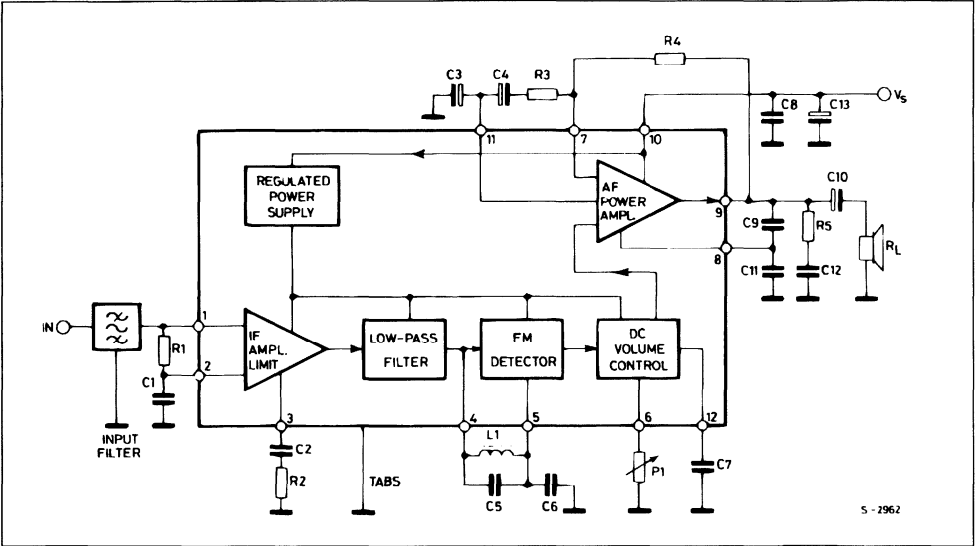 R4
C3
C4
R3
C8
C13
Vs
11
7
10
REGULATED
POWER
SUPPLY
AF
POWER
AMPL.
9
C10
C9
R5
RL
8
C11
C12
IN
1
R1
2
C1
IF
AMPL.
LIMIT
LOW-PASS
FILTER
FM
DETECTOR
DC
VOLUME
CONTROL
3
4
5
6
12
INPUT
FILTER
C2
R2
TABS
L1
C5
C6
P1
C7
S-2962